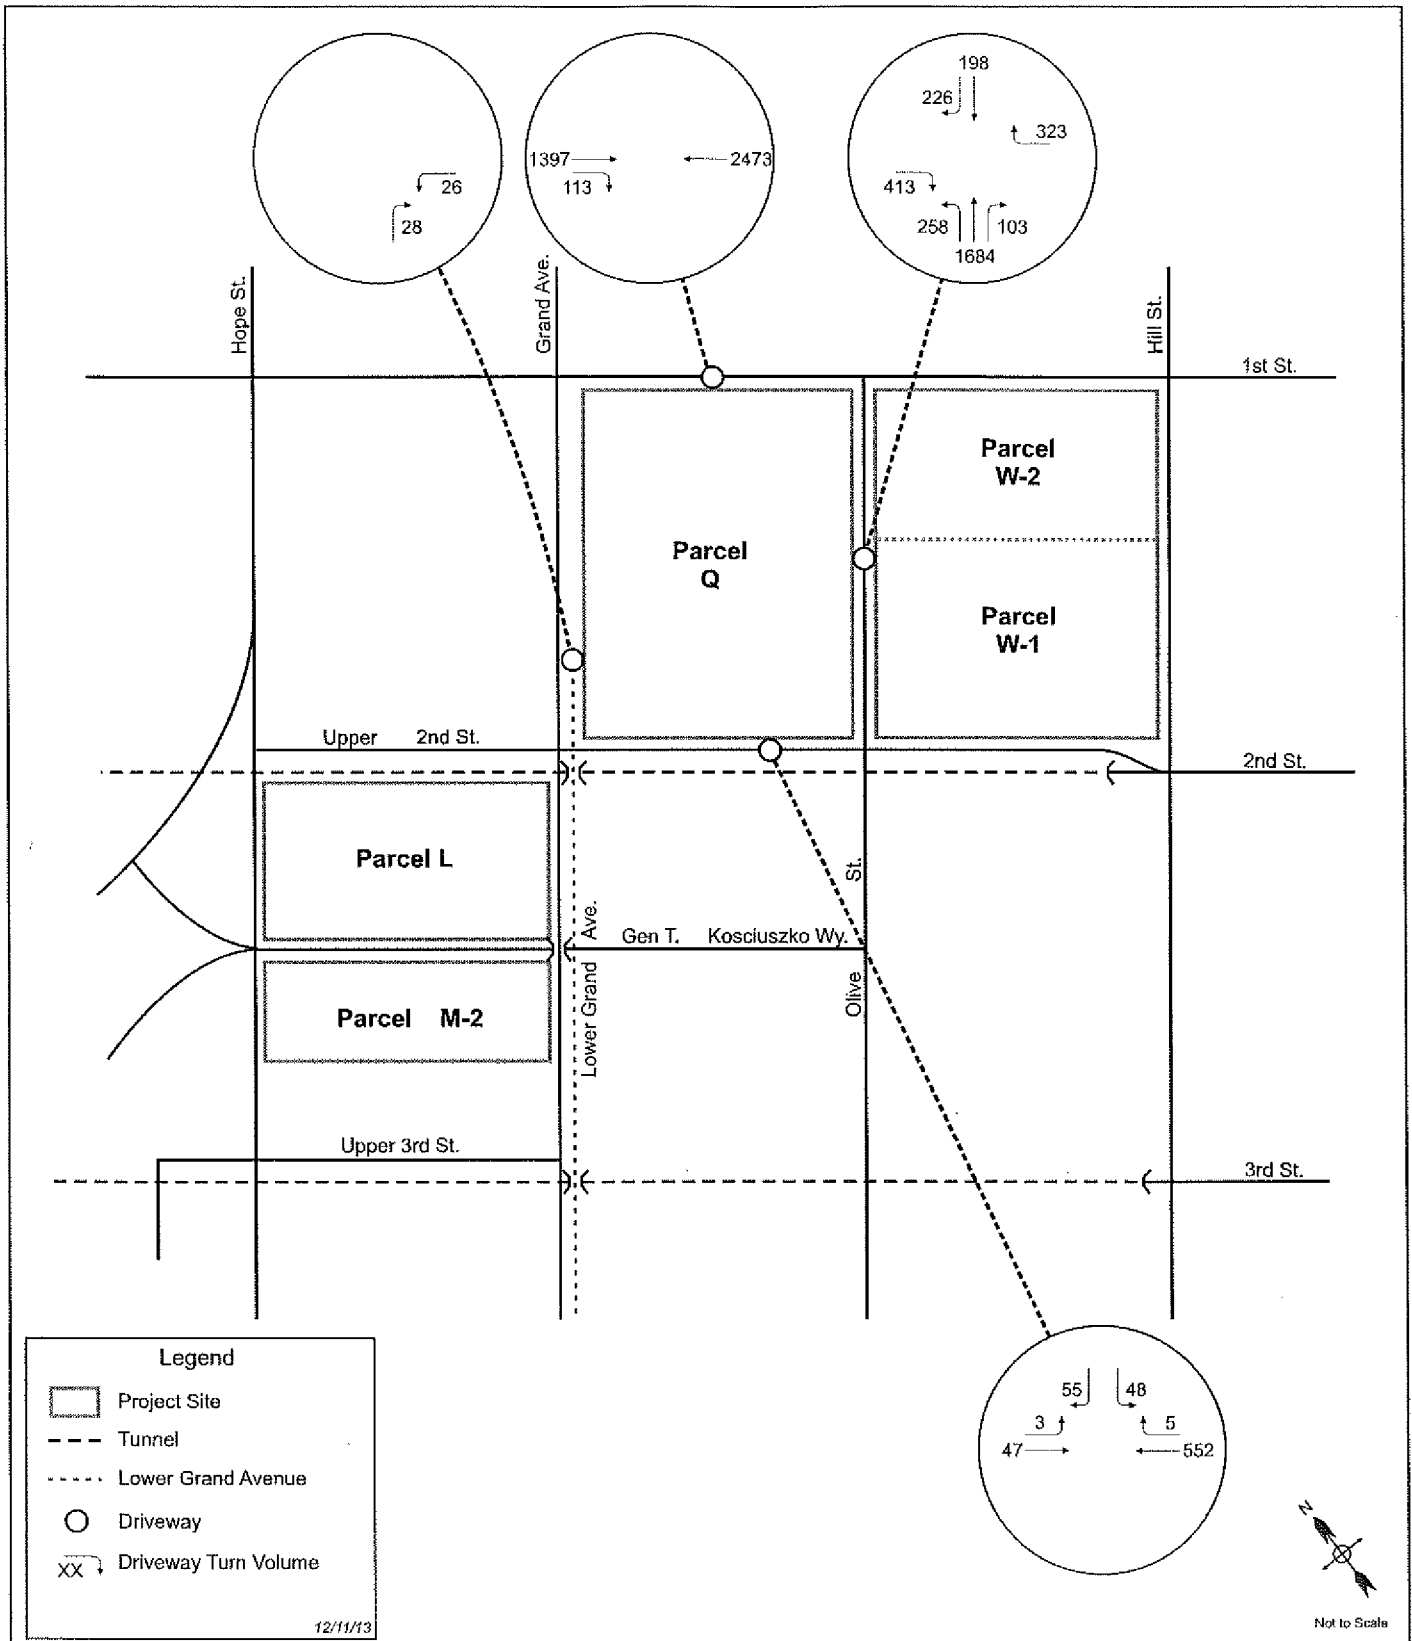 198
226
323
1397
2473
26
113
413
28
258
103
1684
Hope St.
Grand Ave.
Hill St.
1st St.
Parcel
W-2
Parcel
Q
Parcel
W-1
Upper 2nd St.
2nd St.
Parcel L
St.
Ave.
Gen T. Kosciuszko Wy.
Lower Grand
Olive
Parcel M-2
Upper 3rd St.
3rd St.
Legend
Project Site
Tunnel
Lower Grand Avenue
Driveway
XX Driveway Turn Volume
12/11/13
55
48
3
5
47
552
N
Not to Scale